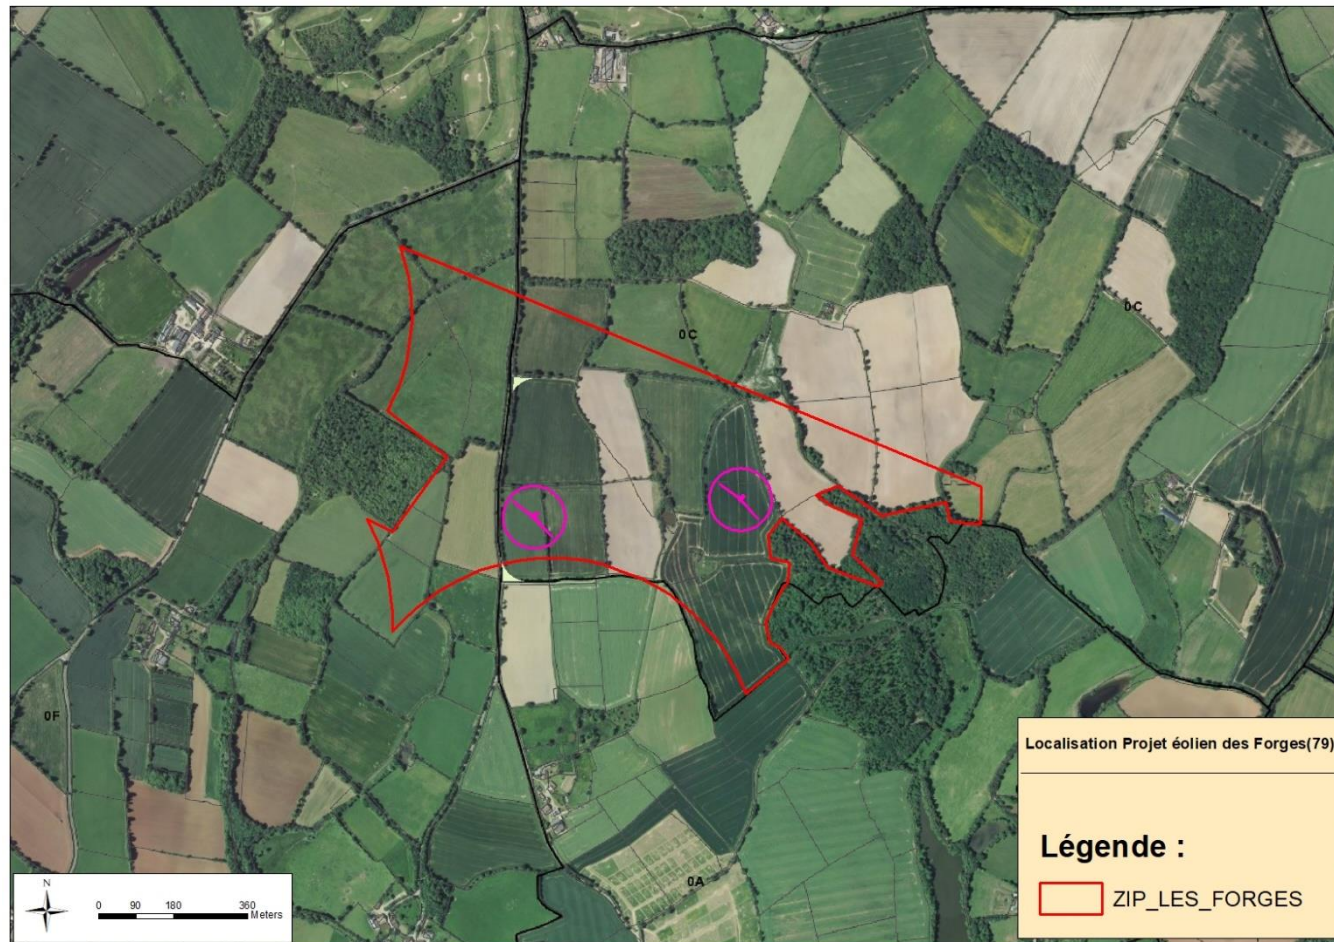 0C
0C
0F
0A
Localisation Projet éolien des Forges(79)
Légende :
ZIP_LES_FORGES
N
0 90 180 360
Meters